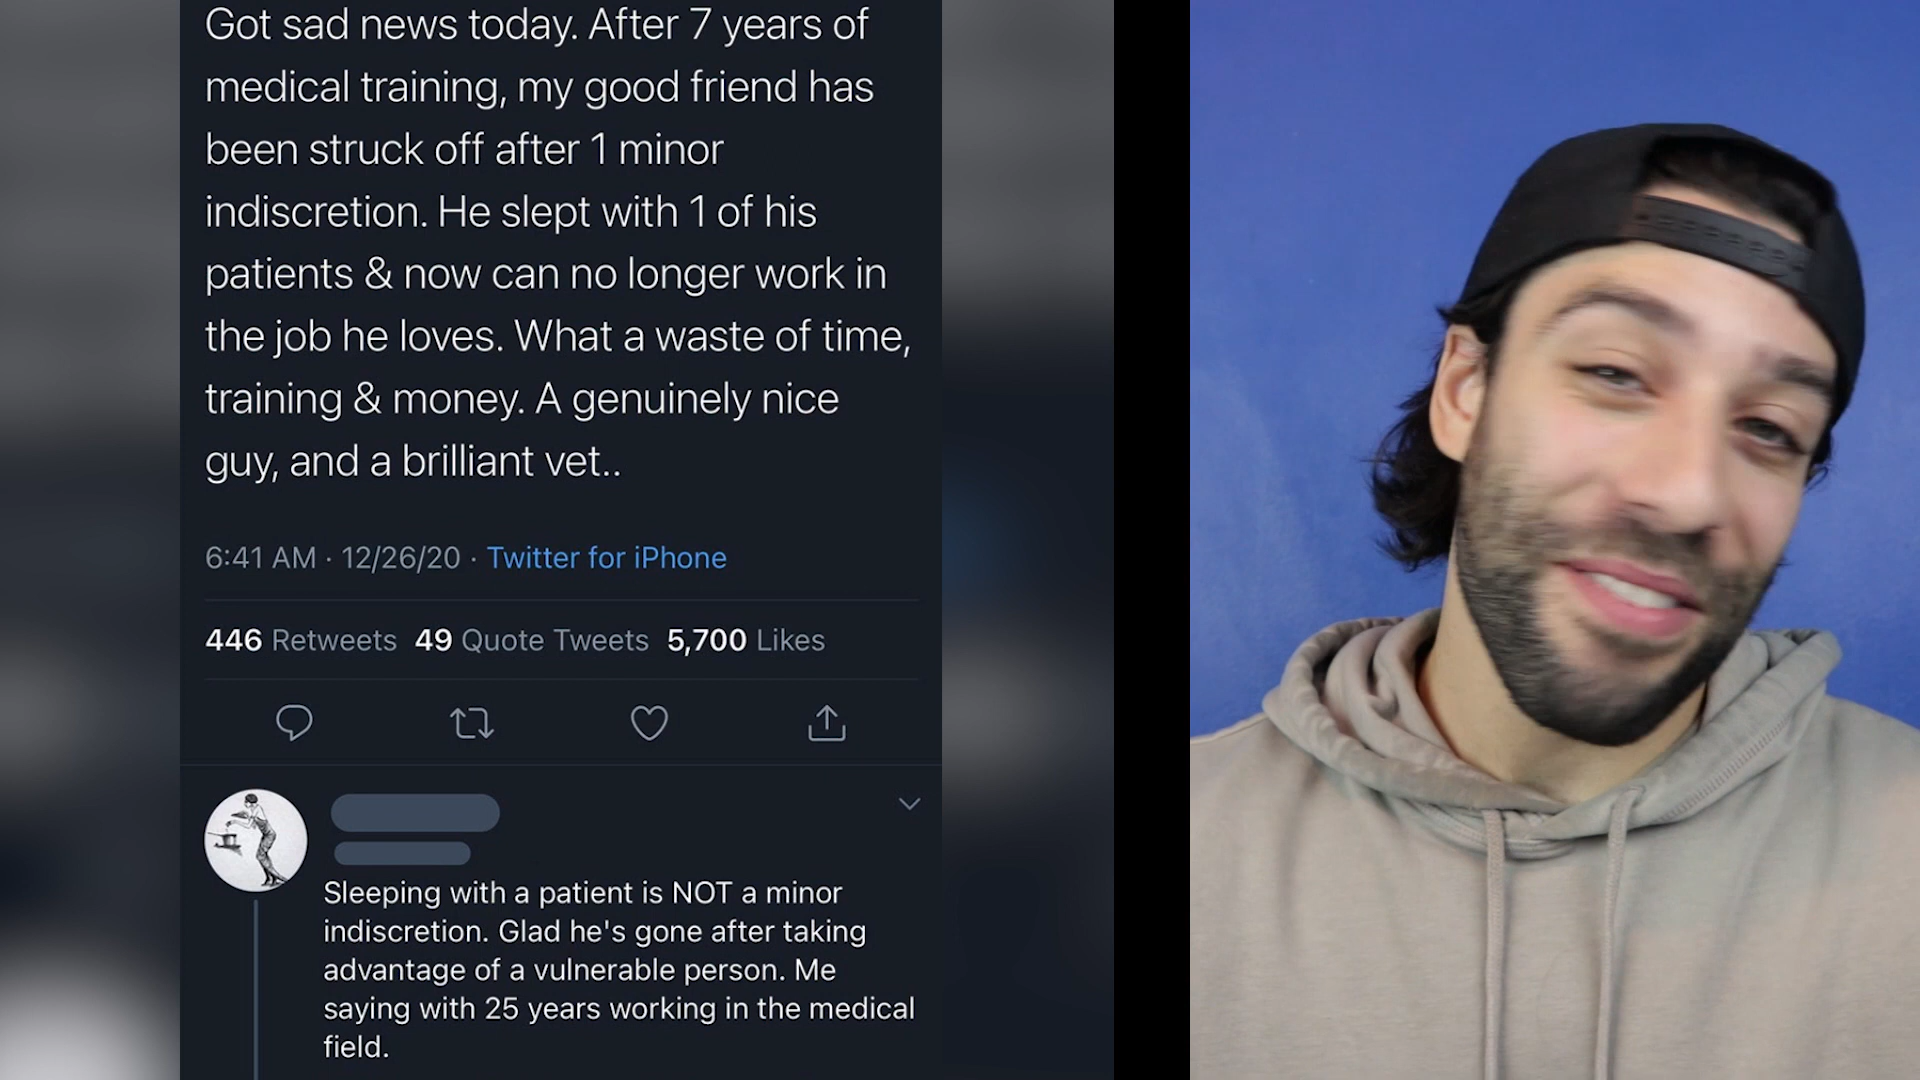 Got sad news today. After 7 years of
medical training, my good friend has
been struck off after 1 minor
indiscretion. He slept with 1 of his
patients & now can no longer work in
the job he loves. What a waste of time,
training & money. A genuinely nice
guy, and a brilliant vet..
6:41 AM · 12/26/20 · Twitter for iPhone
446 Retweets 49 Quote Tweets 5,700 Likes
Sleeping with a patient is NOT a minor
indiscretion. Glad he's gone after taking
advantage of a vulnerable person. Me
saying with 25 years working in the medical
field.